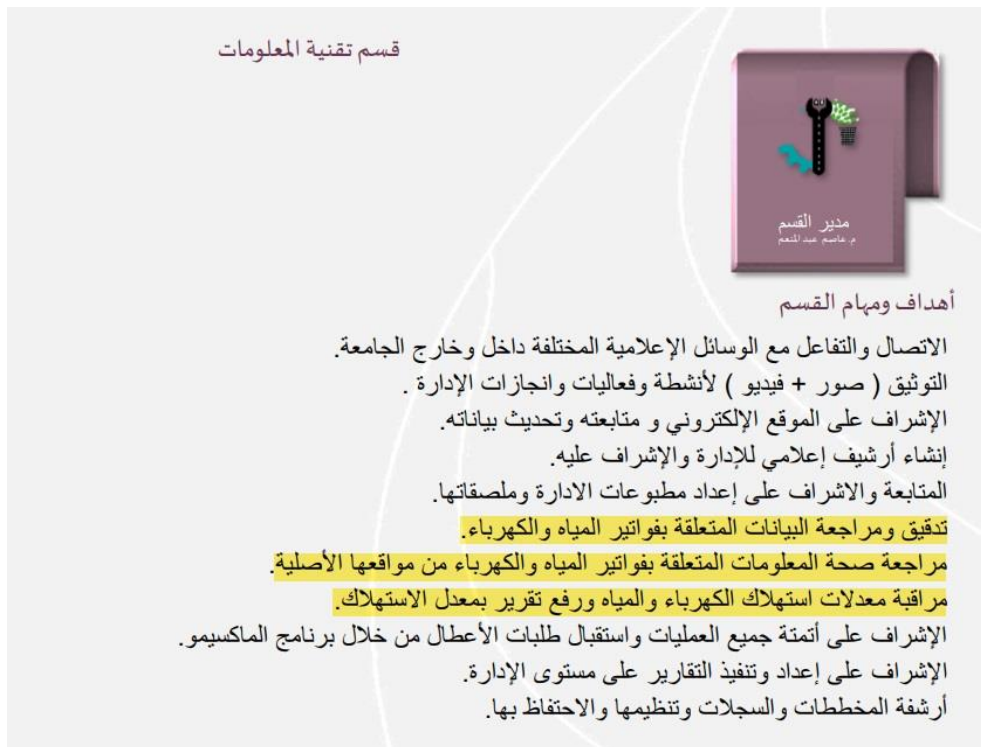 قسم تقنية المعلومات
مدير القسم
م. عاصم عبد المنعم
أهداف ومهام القسم
الاتصال والتفاعل مع الوسائل الإعلامية المختلفة داخل وخارج الجامعة.
التوثيق ( صور + فيديو ) لأنشطة وفعاليات وانجازات الإدارة .
الإشراف على الموقع الإلكتروني و متابعته وتحديث بياناته.
إنشاء أرشيف إعلامي للإدارة والإشراف عليه.
المتابعة والاشراف على إعداد مطبوعات الادارة وملصقاتها.
تدقيق ومراجعة البيانات المتعلقة بفواتير المياه والكهرباء.
مراجعة صحة المعلومات المتعلقة بفواتير المياه والكهرباء من مواقعها الأصلية.
مراقبة معدلات استهلاك الكهرباء والمياه ورفع تقرير بمعدل الاستهلاك.
الإشراف على أتمتة جميع العمليات واستقبال طلبات الأعطال من خلال برنامج الماكسيمو.
الإشراف على إعداد وتنفيذ التقارير على مستوى الإدارة.
أرشفة المخططات والسجلات وتنظيمها والاحتفاظ بها.